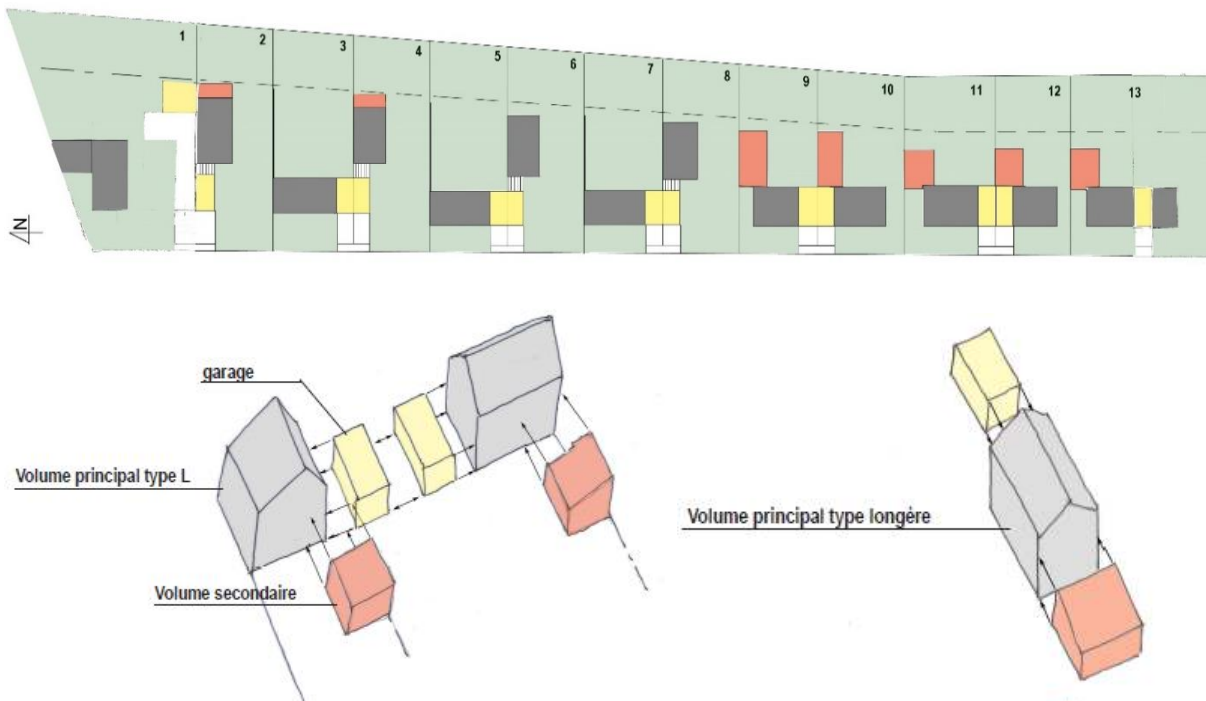 1 2 3 4 5 6 7 8 9 10 11 12 13
N
garage
Volume principal type L
Volume principal type longère
Volume secondaire